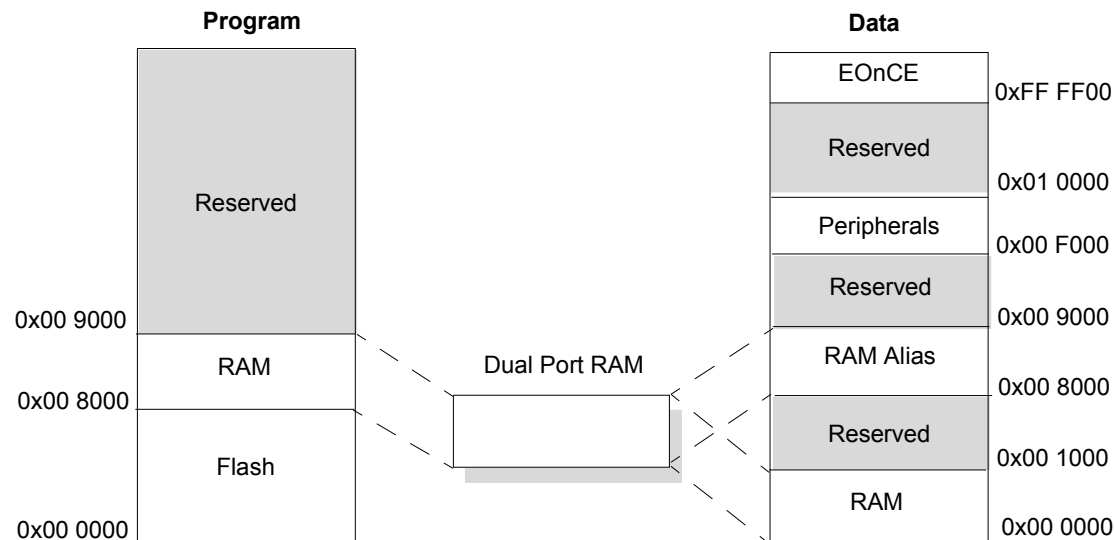 Program
Reserved
0x00 9000
RAM
0x00 8000
Flash
0x00 0000
Dual Port RAM
Data
EOnCE
0xFF FF00
Reserved
0x01 0000
Peripherals
0x00 F000
Reserved
0x00 9000
RAM Alias
0x00 8000
Reserved
0x00 1000
RAM
0x00 0000